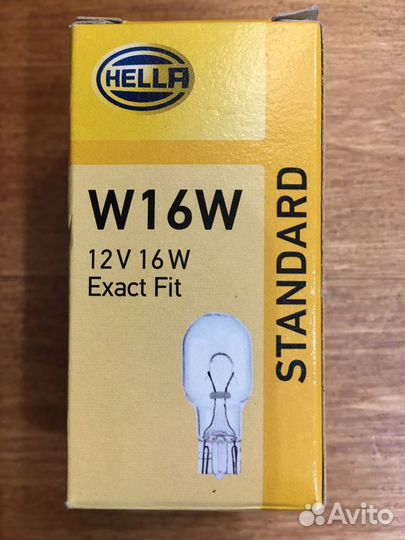 HELLA
W16W
12V 16W
Exact Fit
STANDARD
Avito